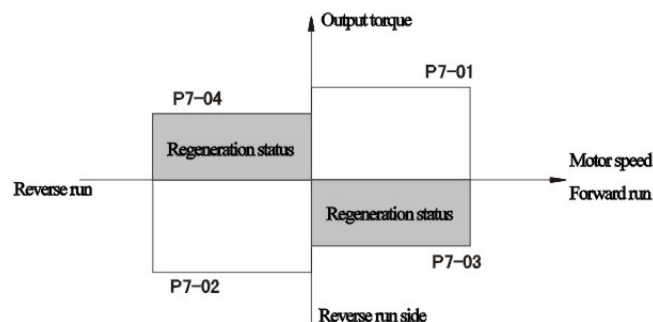 Output torque
P7-01
P7-04
Regeneration status
Motor speed
Reverse run
Forward run
Regeneration status
P7-03
P7-02
Reverse run side